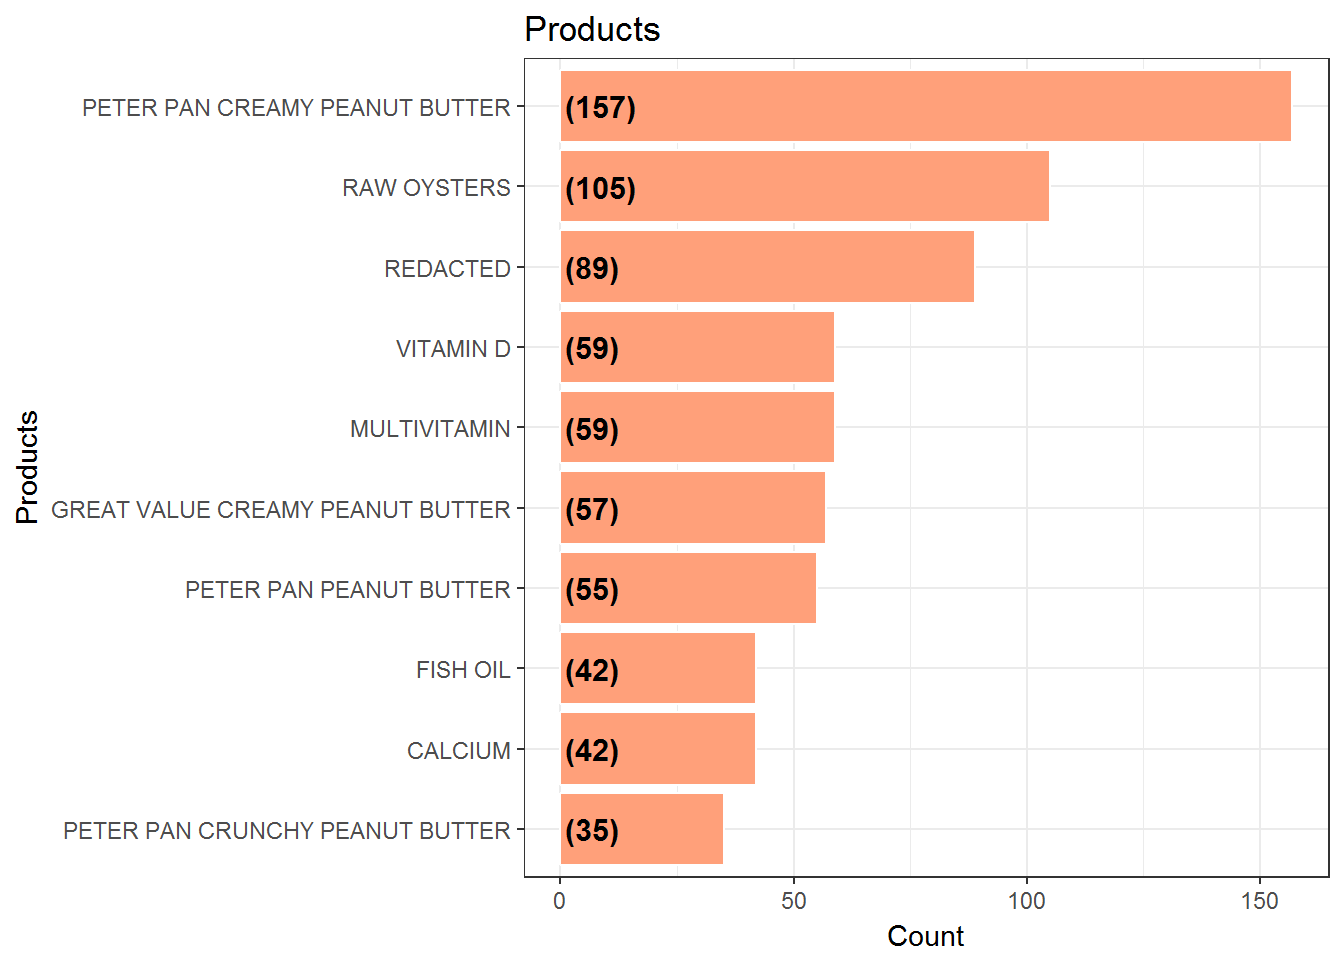 Products
PETER PAN CREAMY PEANUT BUTTER (157)
RAW OYSTERS (105)
REDACTED (89)
VITAMIN D (59)
MULTIVITAMIN (59)
GREAT VALUE CREAMY PEANUT BUTTER (57)
PETER PAN PEANUT BUTTER (55)
FISH OIL (42)
CALCIUM (42)
PETER PAN CRUNCHY PEANUT BUTTER (35)
Products
0 50 100 150
Count